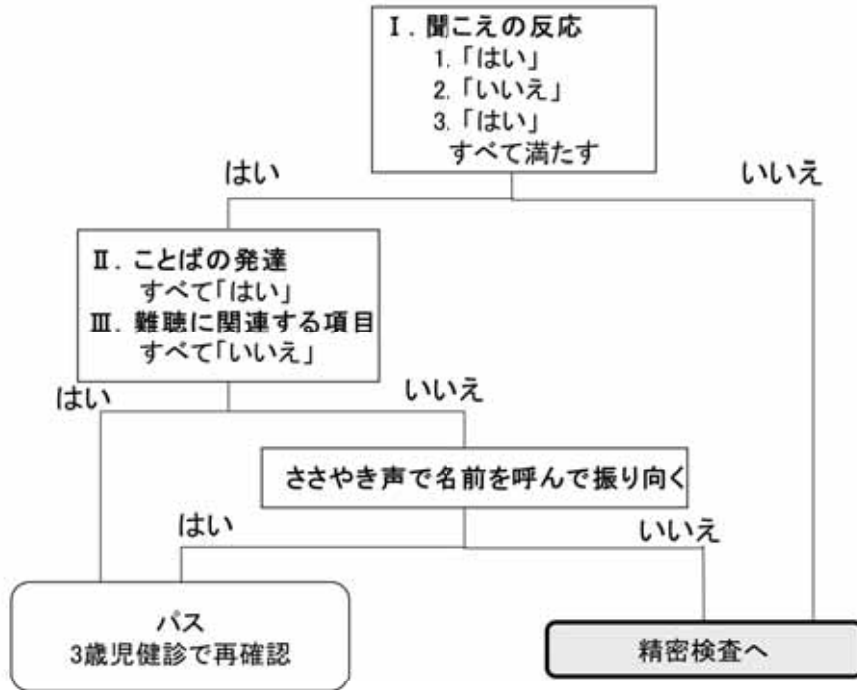 Ⅰ. 聞こえの反応
1. 「はい」
2. 「いいえ」
3. 「はい」
すべて満たす
はい
いいえ
Ⅱ. ことばの発達
すべて「はい」
Ⅲ. 難聴に関連する項目
すべて「いいえ」
はい
いいえ
ささやき声で名前を呼んで振り向く
はい
いいえ
パス
3歳児健診で再確認
精密検査へ